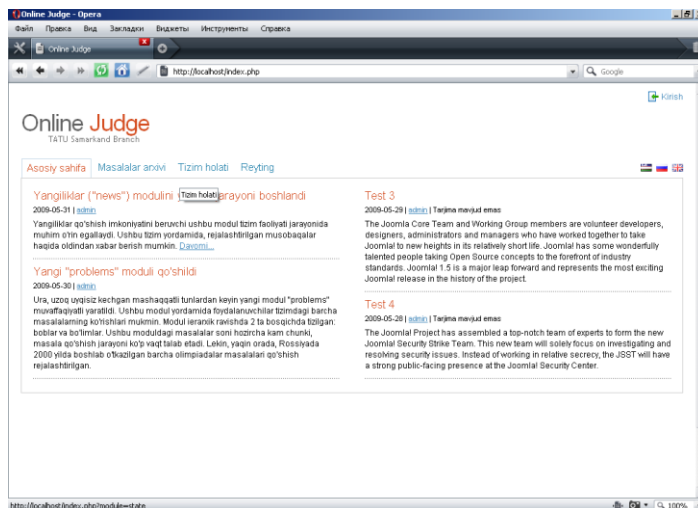 Online Judge - Opera
Файл Правка Вид Закладки Виджеты Инструменты Справка
Online Judge
http://localhost/index.php
Google
Kirish
Online Judge
TATU Samarkand Branch
Asosiy sahifa Masalalar arxivi Tizim holati Reyting
Yangiliklar ("news") modulini jarayoni boshlandi
Tizim holati
2009-05-31 | admin
Yangiliklar qo'shish imkoniyatini beruvchi ushbu modul tizim faoliyati jarayonida
muhim o'rin egallaydi. Ushbu tizim yordamida, rejalashtirilgan musobaqalar
haqida oldindan xabar berish mumkin. Davomi...
Yangi "problems" moduli qo'shildi
2009-05-30 | admin
Ura, uzoq uyqisiz kechgan mashaqqatli tunlardan keyin yangi modul "problems"
muvaffaqiyatli yaratildi. Ushbu modul yordamida foydalanuvchilar tizimdagi barcha
masalalarning ko'rishlari mukmin. Modul ierarxik ravishda 2 ta bosqichda tizilgan:
boblar va bo'limlar. Ushbu moduldagi masalalar soni hozircha kam chunki,
masala qo'shish jarayoni ko'p vaqt talab etadi. Lekin, yaqin orada, Rossiyada
2000 yilda boshlab o'tkazilgan barcha olimpiadalar masalalari qo'shish
rejalashtirilgan.
Test 3
2009-05-29 | admin | Tarjima mavjud emas
The Joomla Core Team and Working Group members are volunteer developers,
designers, administrators and managers who have worked together to take
Joomla! to new heights in its relatively short life. Joomla! has some wonderfully
talented people taking Open Source concepts to the forefront of industry
standards. Joomla! 1.5 is a major leap forward and represents the most exciting
Joomla! release in the history of the project.
Test 4
2009-05-28 | admin | Tarjima mavjud emas
The Joomla! Project has assembled a top-notch team of experts to form the new
Joomla! Security Strike Team. This new team will solely focus on investigating and
resolving security issues. Instead of working in relative secrecy, the JSST will have
a strong public-facing presence at the Joomla! Security Center.
http://localhost/index.php?module=state
100%